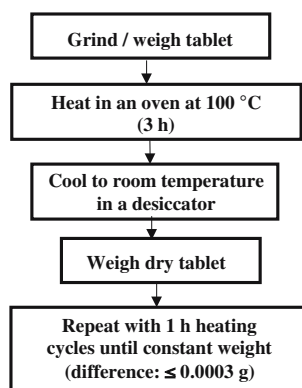 Grind / weigh tablet
Heat in an oven at 100 °C
(3 h)
Cool to room temperature
in a desiccator
Weigh dry tablet
Repeat with 1 h heating
cycles until constant weight
(difference: ≤ 0.0003 g)